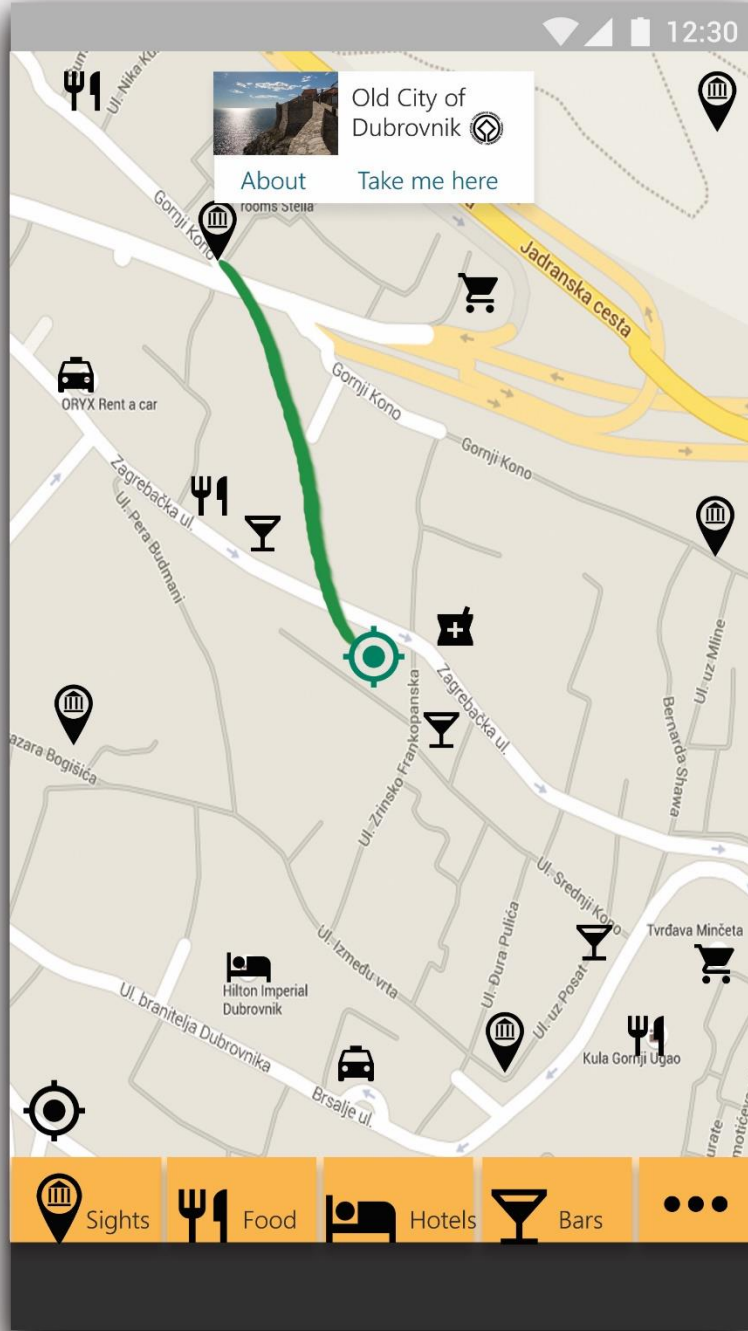 12:30
Ul. Nika
Old City of
Dubrovnik
About
Take me here
Gornji Kono
rooms Stella
Jadranska cesta
ORYX Rent a car
Gornji Kono
Gornji Kono
Zagrebačka ul.
Ul. Pera Budmani
Zagrebačka ul.
Ul. Zrinsko Frankopanska
Ul. uz Mline
Bernarda Shawa
azara Bogišića
Ul. Srednji Kono
Ul. Između vrta
Ul. Đura Pulića
Ul. uz Posat
Tvrđava Minčeta
Hilton Imperial
Dubrovnik
Ul. branitelja Dubrovnika
Brsalje ul.
Kula Gornji Ugao
Sights
Food
Hotels
Bars